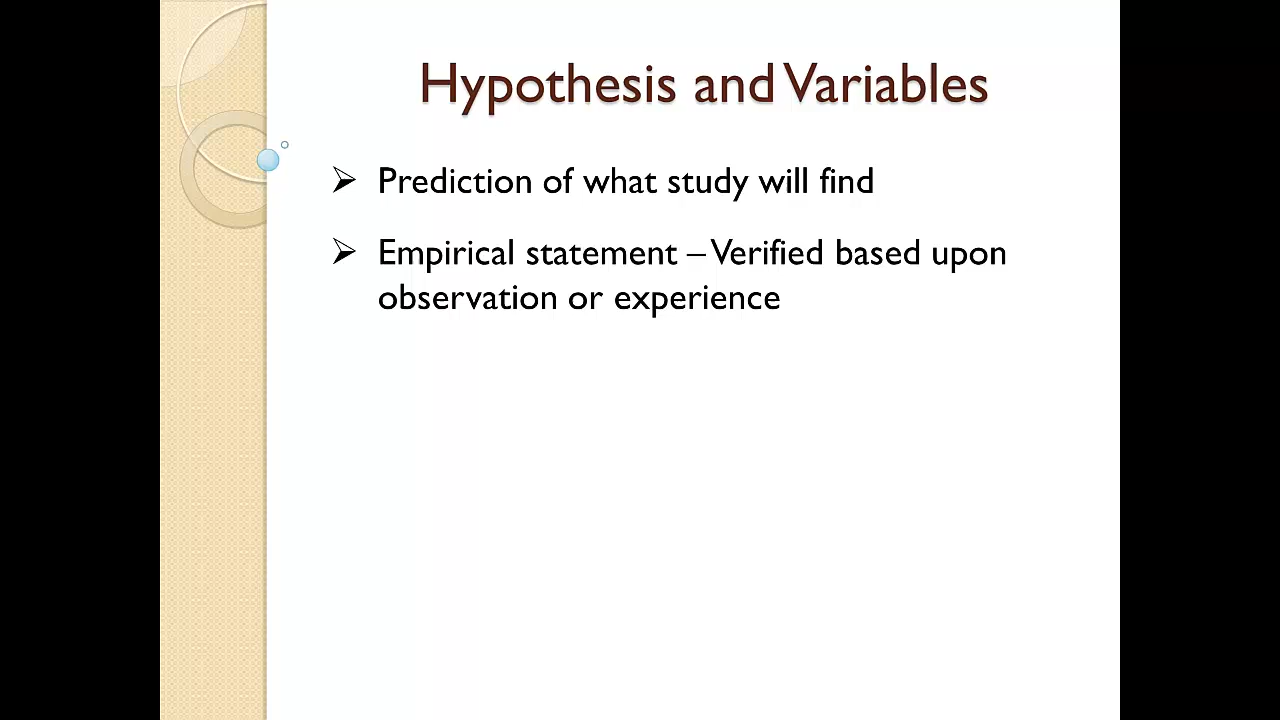 Hypothesis and Variables
➢ Prediction of what study will find
➢ Empirical statement – Verified based upon
observation or experience